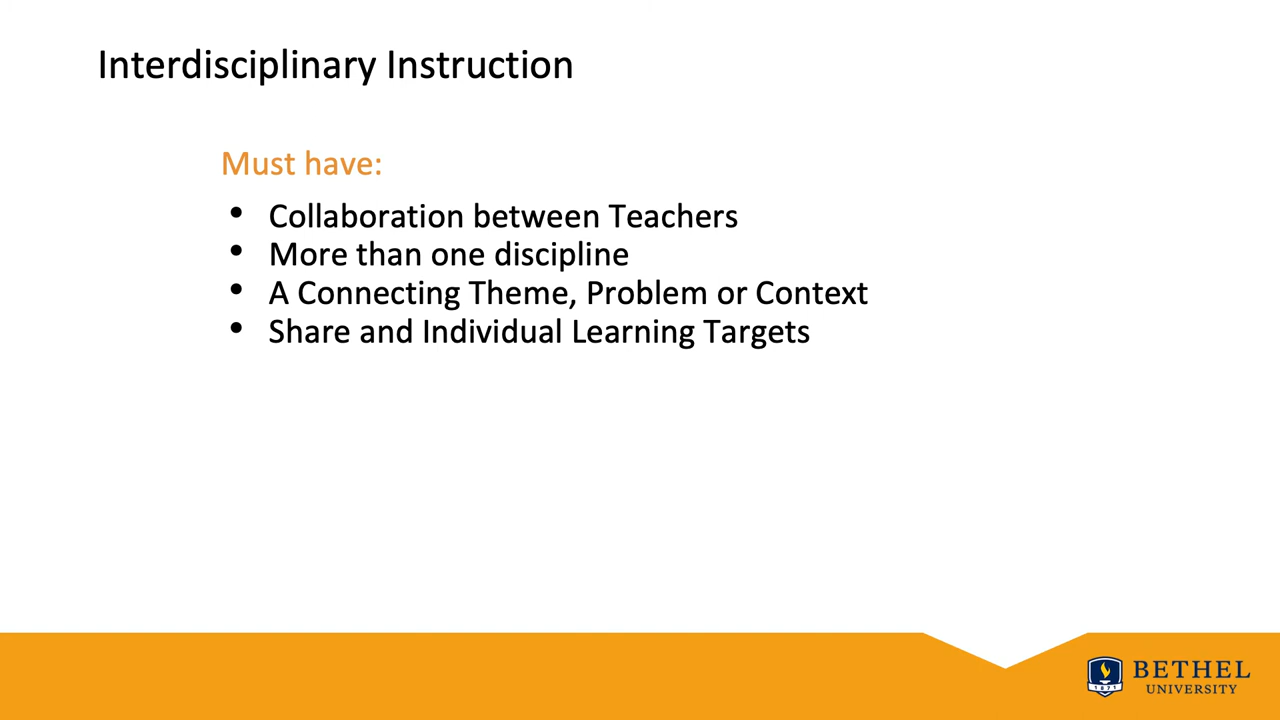 Interdisciplinary Instruction
Must have:
• Collaboration between Teachers
• More than one discipline
• A Connecting Theme, Problem or Context
• Share and Individual Learning Targets
1871
BETHEL
UNIVERSITY